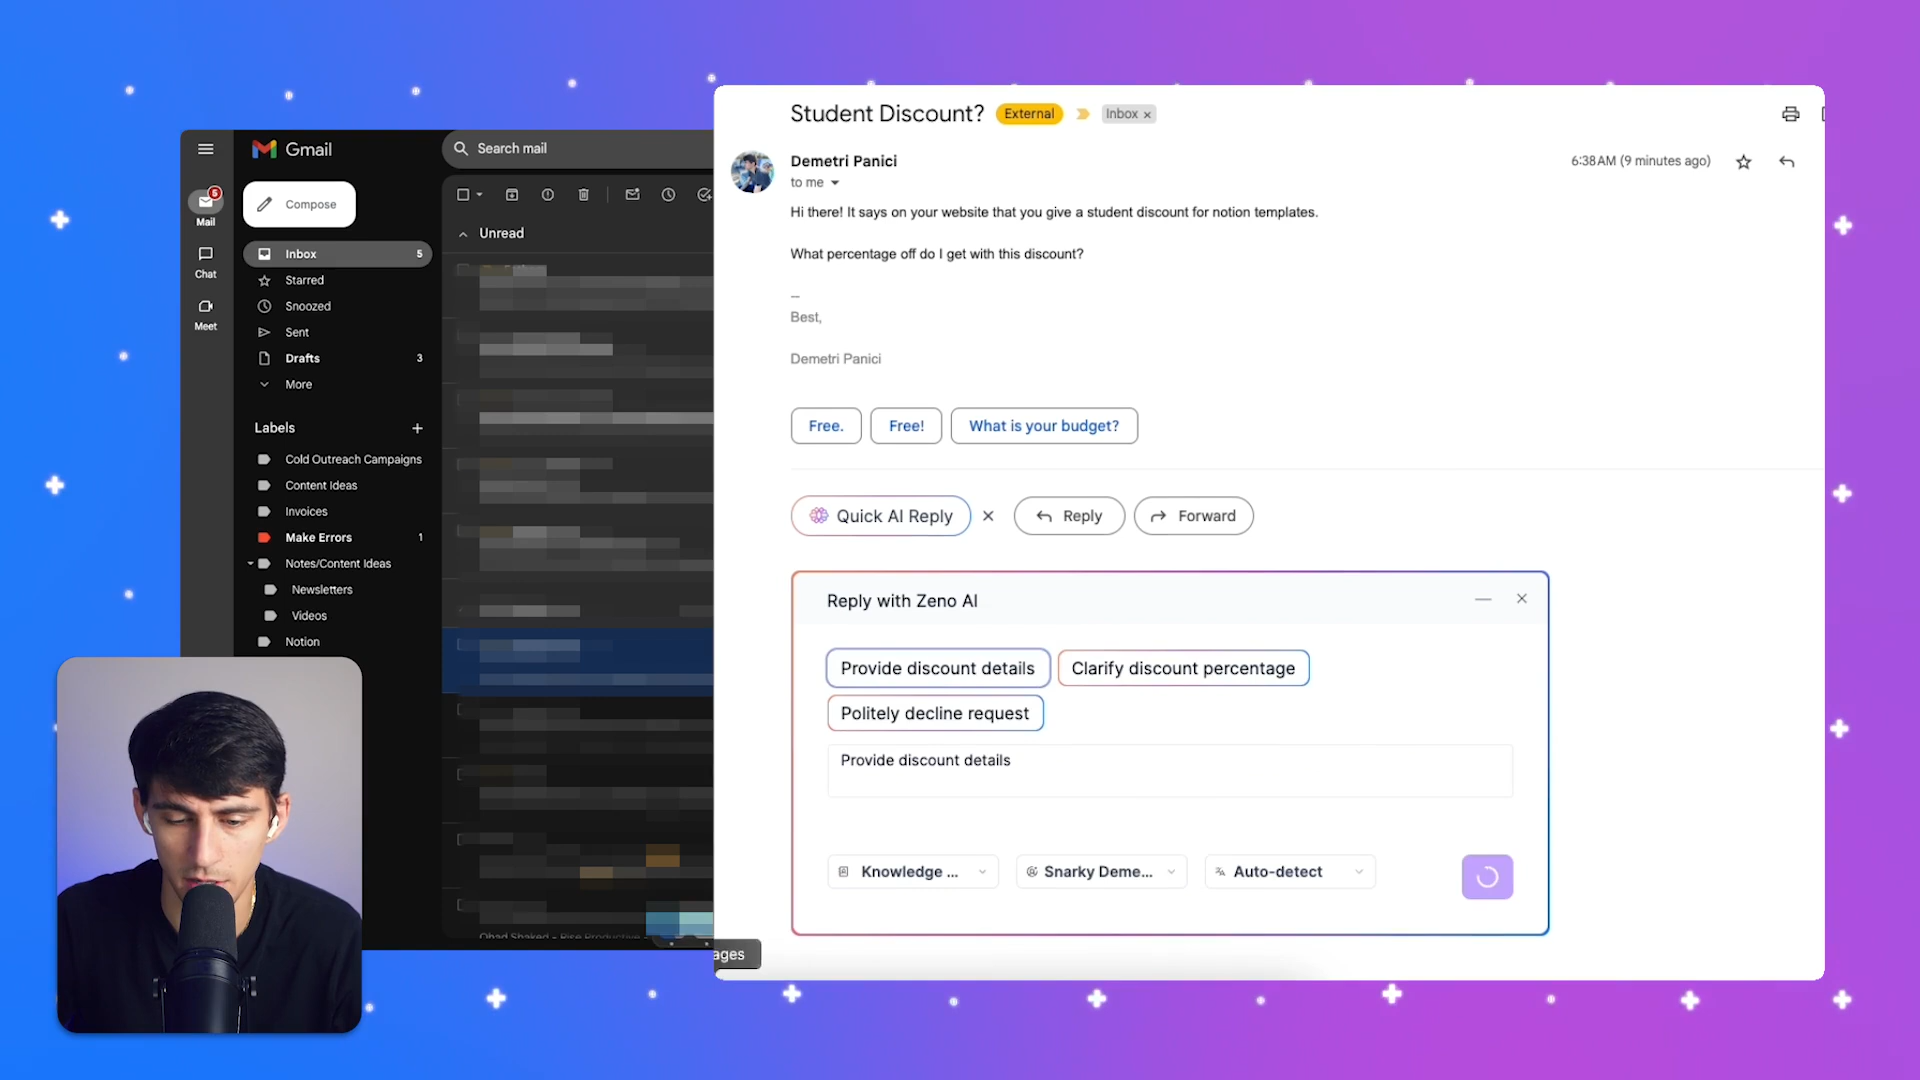 Gmail
Search mail
5
Mail
Compose
Chat
Meet
Inbox 5
Starred
Snoozed
Sent
Drafts 3
More
Labels
Cold Outreach Campaigns
Content Ideas
Invoices
Make Errors 1
Notes/Content Ideas
Newsletters
Videos
Notion
Unread
Student Discount? External Inbox
Demetri Panici
6:38AM (9 minutes ago)
to me
Hi there! It says on your website that you give a student discount for notion templates.
What percentage off do I get with this discount?
--
Best,
Demetri Panici
Free. Free! What is your budget?
Quick AI Reply Reply Forward
Reply with Zeno AI
Provide discount details Clarify discount percentage
Politely decline request
Provide discount details
Knowledge ... Snarky Deme... Auto-detect
ages